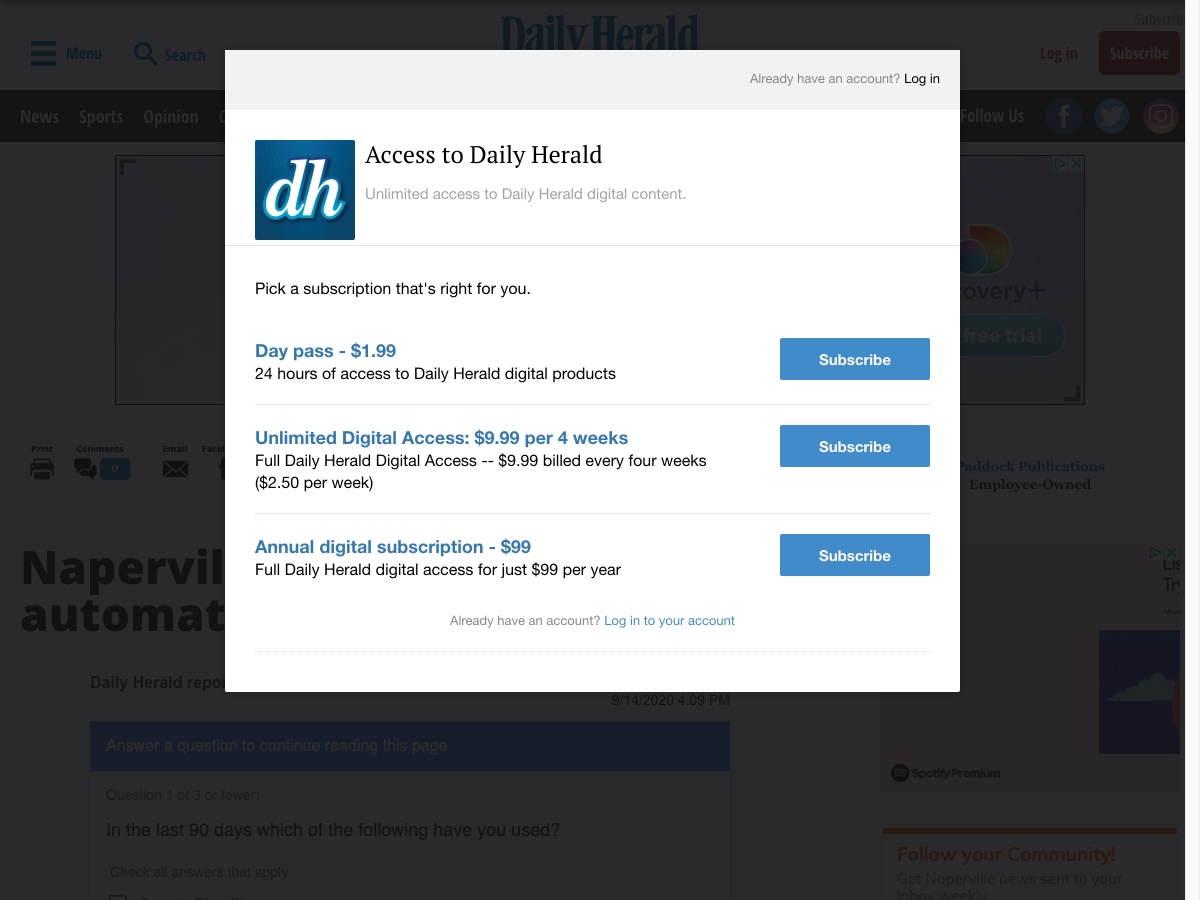 Daily Herald
Menu
Search
Log in
Subscribe
News Sports Opinion
Follow Us
Already have an account? Log in
dh
Access to Daily Herald
Unlimited access to Daily Herald digital content.
Pick a subscription that's right for you.
Day pass - $1.99
24 hours of access to Daily Herald digital products
Subscribe
Unlimited Digital Access: $9.99 per 4 weeks
Full Daily Herald Digital Access -- $9.99 billed every four weeks
($2.50 per week)
Subscribe
Annual digital subscription - $99
Full Daily Herald digital access for just $99 per year
Subscribe
Already have an account? Log in to your account
free trial
Print Comments Email
0
Paddock Publications
Employee-Owned
automat
9/14/2020 4:09 PM
Answer a question to continue reading this page
Question 1 of 3 or fewer:
In the last 90 days which of the following have you used?
Check all answers that apply
Spotify Premium
Follow your Community!
Get Naperville news sent to your
inbox weekly.